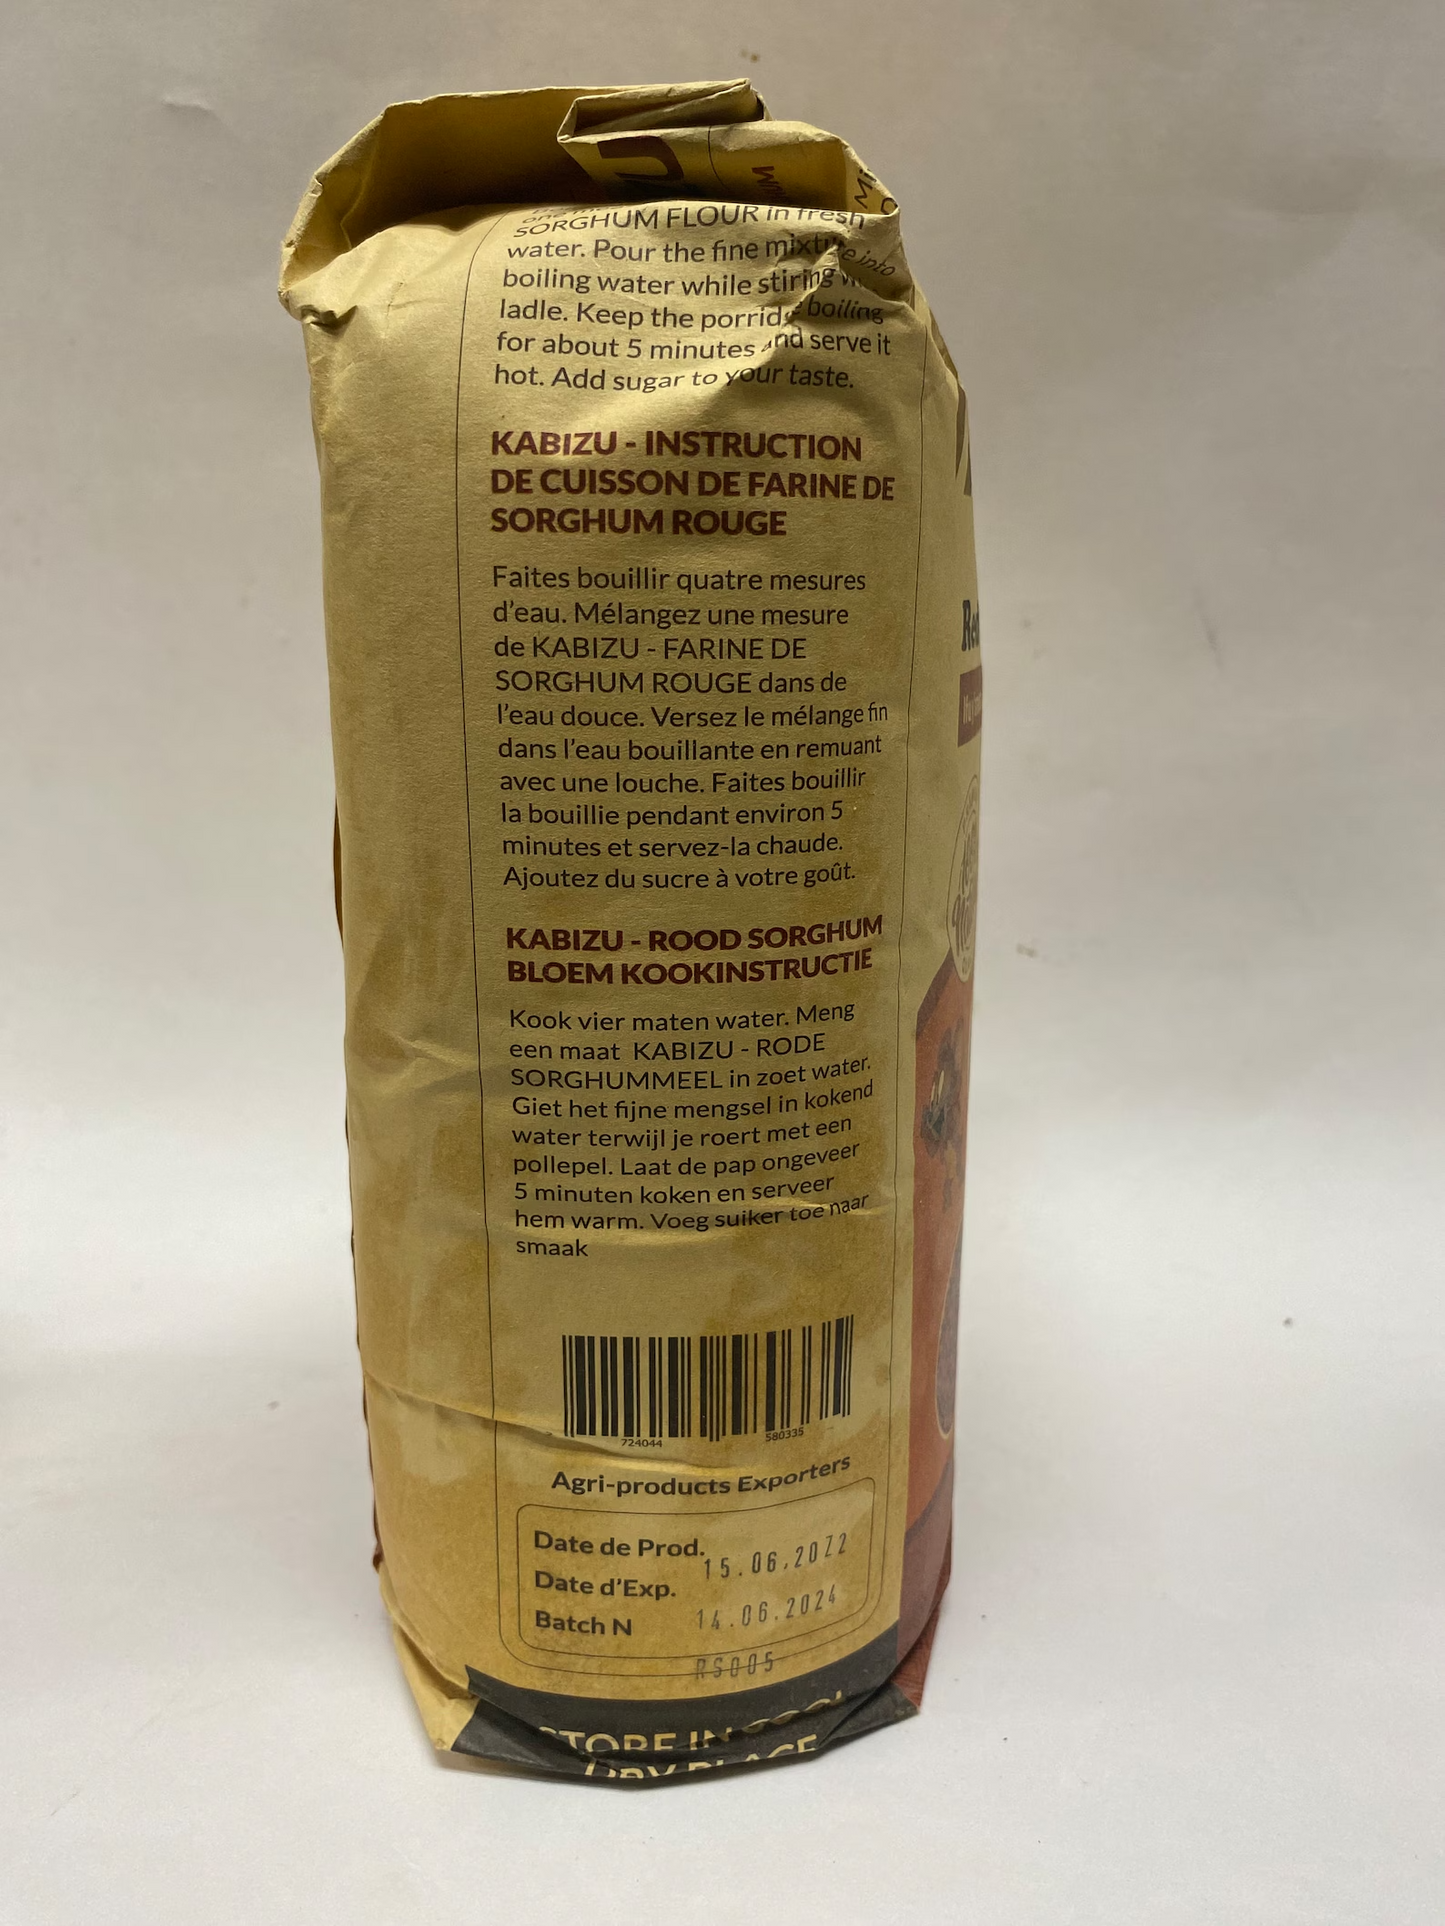 SORGHUM FLOUR in fresh
water. Pour the fine mixture into
boiling water while stiring
ladle. Keep the porridge boiling
for about 5 minutes and serve it
hot. Add sugar to your taste.
KABIZU - INSTRUCTION
DE CUISSON DE FARINE DE
SORGHUM ROUGE
Faites bouillir quatre mesures
d'eau. Mélangez une mesure
de KABIZU - FARINE DE
SORGHUM ROUGE dans de
l'eau douce. Versez le mélange fin
dans l'eau bouillante en remuant
avec une louche. Faites bouillir
la bouillie pendant environ 5
minutes et servez-la chaude.
Ajoutez du sucre à votre goût.
KABIZU - ROOD SORGHUM
BLOEM KOOKINSTRUCTIE
Kook vier maten water. Meng
een maat KABIZU - RODE
SORGHUMMEEL in zoet water.
Giet het fijne mengsel in kokend
water terwijl je roert met een
pollepel. Laat de pap ongeveer
5 minuten koken en serveer
hem warm. Voeg suiker toe naar
smaak
724044 580335
Agri-products Exporters
Date de Prod. 15.06.2022
Date d'Exp. 14.06.2024
Batch N RS005
STORE IN COOL
DRY PLACE